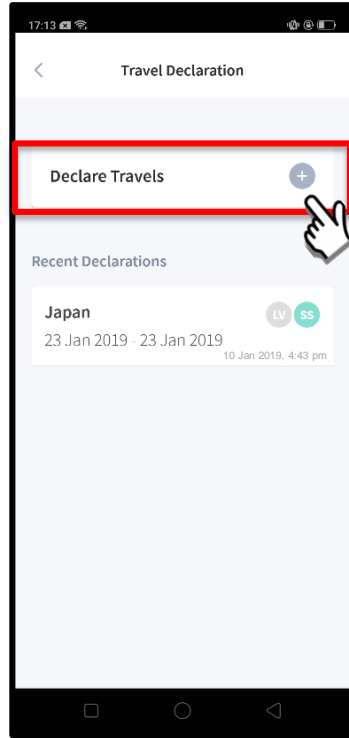 17:13
Travel Declaration
Declare Travels
Recent Declarations
Japan
LV SS
23 Jan 2019 - 23 Jan 2019
10 Jan 2019, 4:43 pm